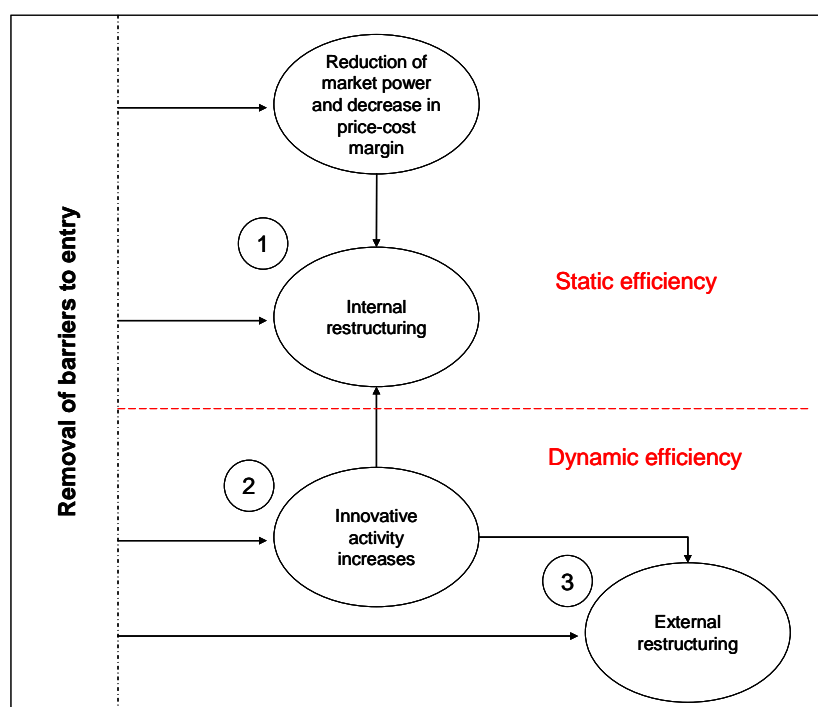 Removal of barriers to entry
Reduction of
market power
and decrease in
price-cost
margin
1
Internal
restructuring
Static efficiency
Dynamic efficiency
2
Innovative
activity
increases
3
External
restructuring